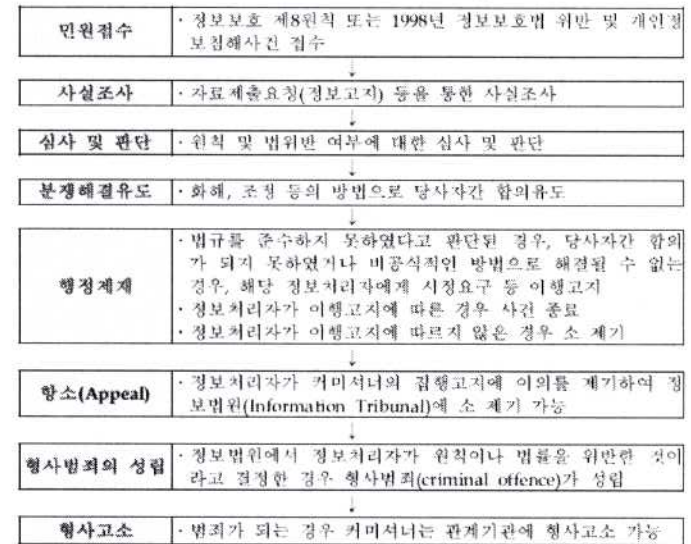 민원접수
· 정보보호 제8원칙 또는 1998년 정보보호법 위반 및 개인정
보침해사건 접수
↓
사실조사
· 자료제출요청(정보고지) 등을 통한 사실조사
↓
심사 및 판단
· 원칙 및 법위반 여부에 대한 심사 및 판단
↓
분쟁해결유도
· 화해, 조정 등의 방법으로 당사자간 합의유도
↓
행정제재
· 법규를 준수하지 못하였다고 판단된 경우, 당사자간 합의
가 되지 못하였거나 비공식적인 방법으로 해결될 수 없는
경우, 해당 정보처리자에게 시정요구 등 이행고지
· 정보처리자가 이행고지에 따른 경우 사건 종료
· 정보처리자가 이행고지에 따르지 않은 경우 소 제기
↓
항소(Appeal)
· 정보처리자가 커미셔너의 집행고지에 이의를 제기하여 정
보법원(Information Tribunal)에 소 제기 가능
↓
형사범죄의 성립
· 정보법원에서 정보처리자가 원칙이나 법률을 위반한 것이
라고 결정한 경우 형사범죄(criminal offence)가 성립
↓
형사고소
· 범죄가 되는 경우 커미셔너는 관계기관에 형사고소 가능